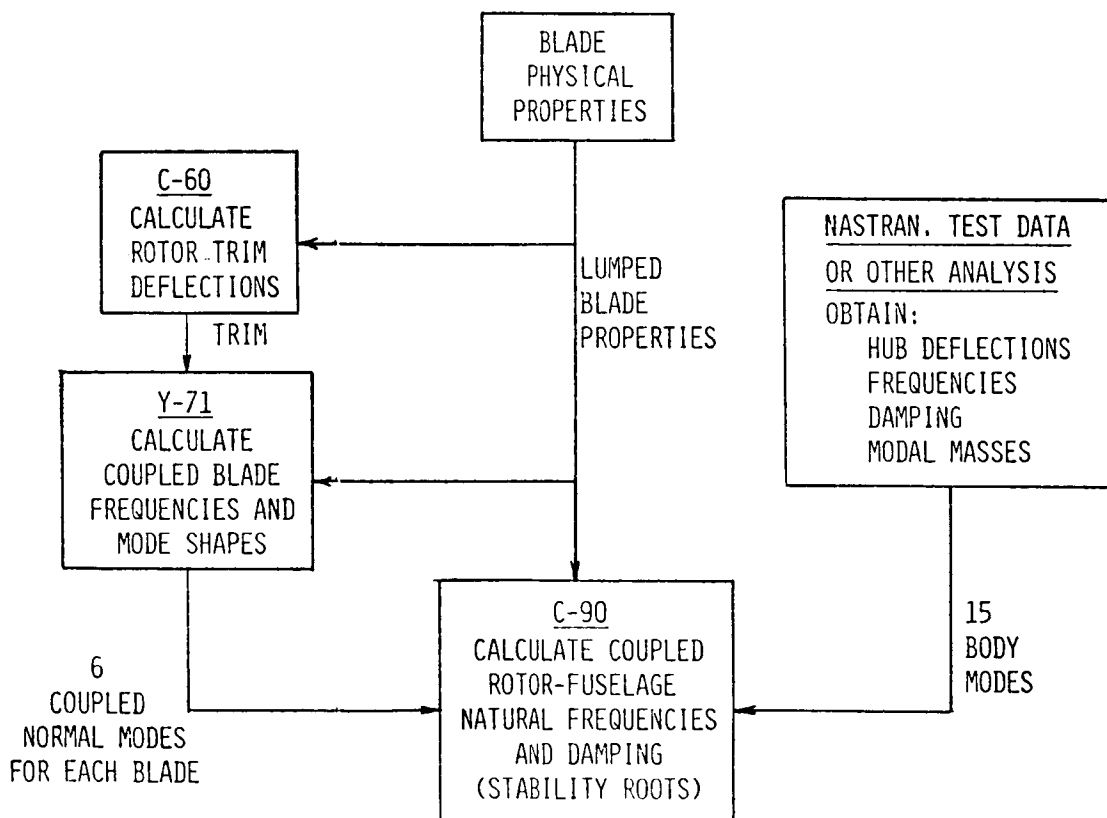 BLADE
PHYSICAL
PROPERTIES
C-60
CALCULATE
ROTOR-TRIM
DEFLECTIONS
TRIM
LUMPED
BLADE
PROPERTIES
NASTRAN. TEST DATA
OR OTHER ANALYSIS
OBTAIN:
HUB DEFLECTIONS
FREQUENCIES
DAMPING
MODAL MASSES
Y-71
CALCULATE
COUPLED BLADE
FREQUENCIES AND
MODE SHAPES
6
COUPLED
NORMAL MODES
FOR EACH BLADE
C-90
CALCULATE COUPLED
ROTOR-FUSELAGE
NATURAL FREQUENCIES
AND DAMPING
(STABILITY ROOTS)
15
BODY
MODES